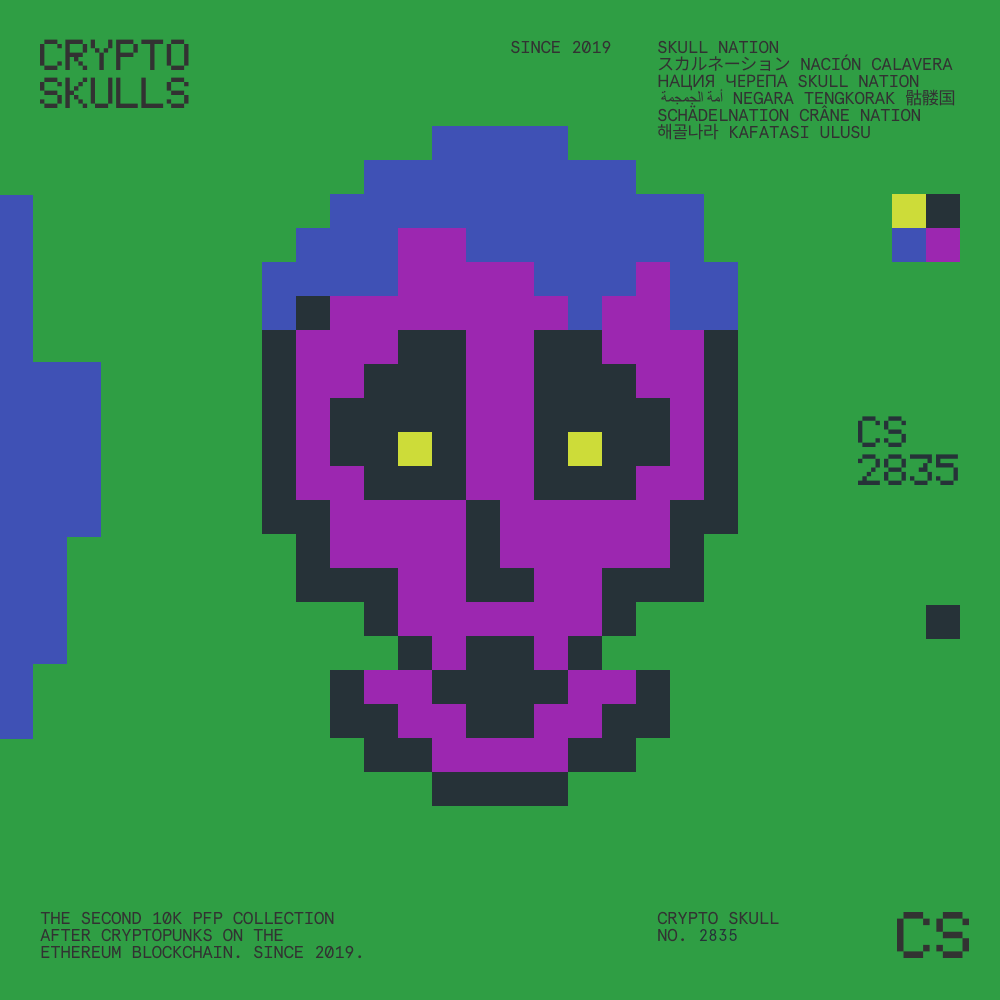 CRYPTO
SKULLS
SINCE 2019
SKULL NATION
スカルネーション NACIÓN CALAVERA
НАЦИЯ ЧЕРЕПА SKULL NATION
أمة الجمجمة NEGARA TENGKORAK 骷髅国
SCHÄDELNATION CRÂNE NATION
해골나라 KAFATASI ULUSU
CS
2835
THE SECOND 10K PFP COLLECTION
AFTER CRYPTOPUNKS ON THE
ETHEREUM BLOCKCHAIN. SINCE 2019.
CRYPTO SKULL
NO. 2835
CS